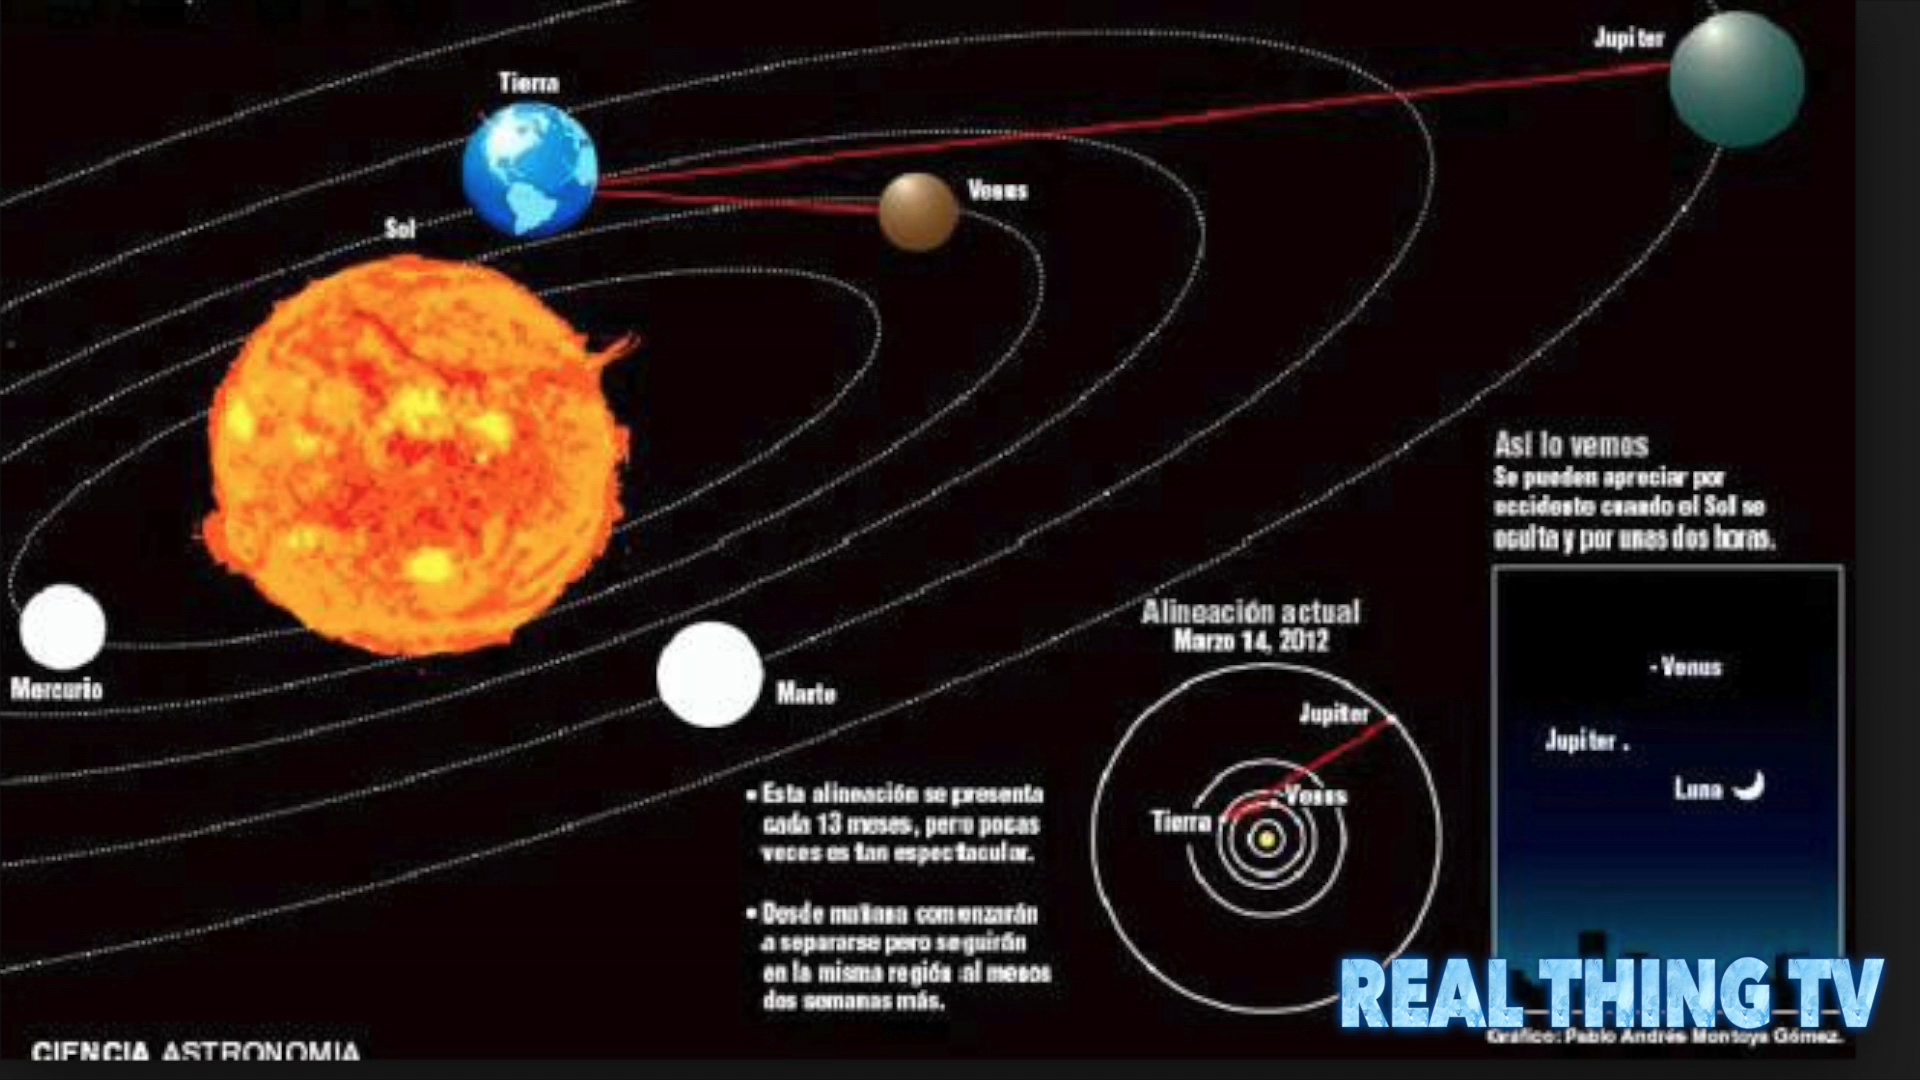 Jupiter
Tierra
Venus
Sol
Mercurio
Marte
Así lo vemos
Se pueden apreciar por
occidente cuando el Sol se
oculta y por unas dos horas.
Alineación actual
Marzo 14, 2012
Jupiter
Venus
Tierra
- Venus
Jupiter .
Luna
• Esta alineación se presenta
cada 13 meses, pero pocas
veces es tan espectacular.
• Desde mañana comenzarán
a separarse pero seguirán
en la misma región al menos
dos semanas más.
REAL THING TV
Gráfico: Pablo Andrés Montoya Gómez.
CIENCIA ASTRONOMIA